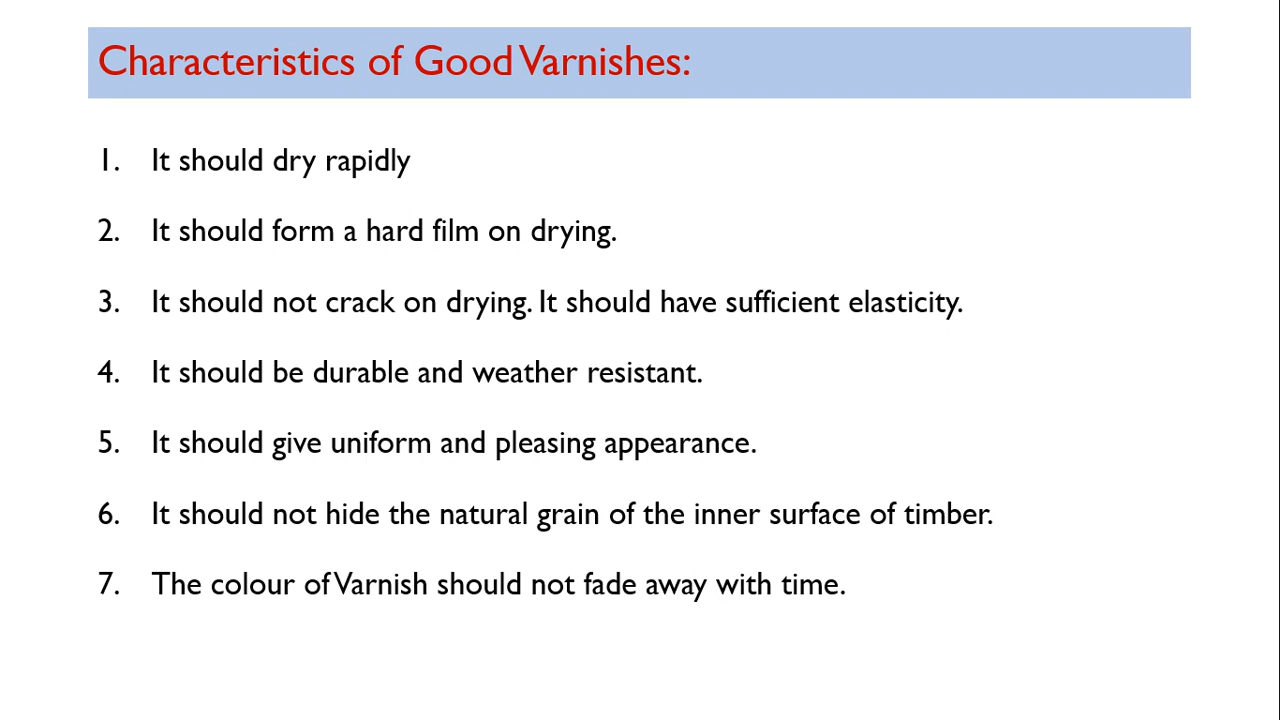 Characteristics of Good Varnishes:
1. It should dry rapidly
2. It should form a hard film on drying.
3. It should not crack on drying. It should have sufficient elasticity.
4. It should be durable and weather resistant.
5. It should give uniform and pleasing appearance.
6. It should not hide the natural grain of the inner surface of timber.
7. The colour of Varnish should not fade away with time.